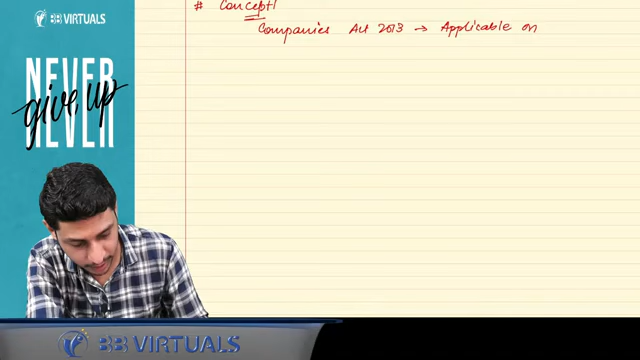 BB VIRTUALS
# Concept
Companies Act 2013 → Applicable on
NEVER
give up
NEVER
BB VIRTUALS